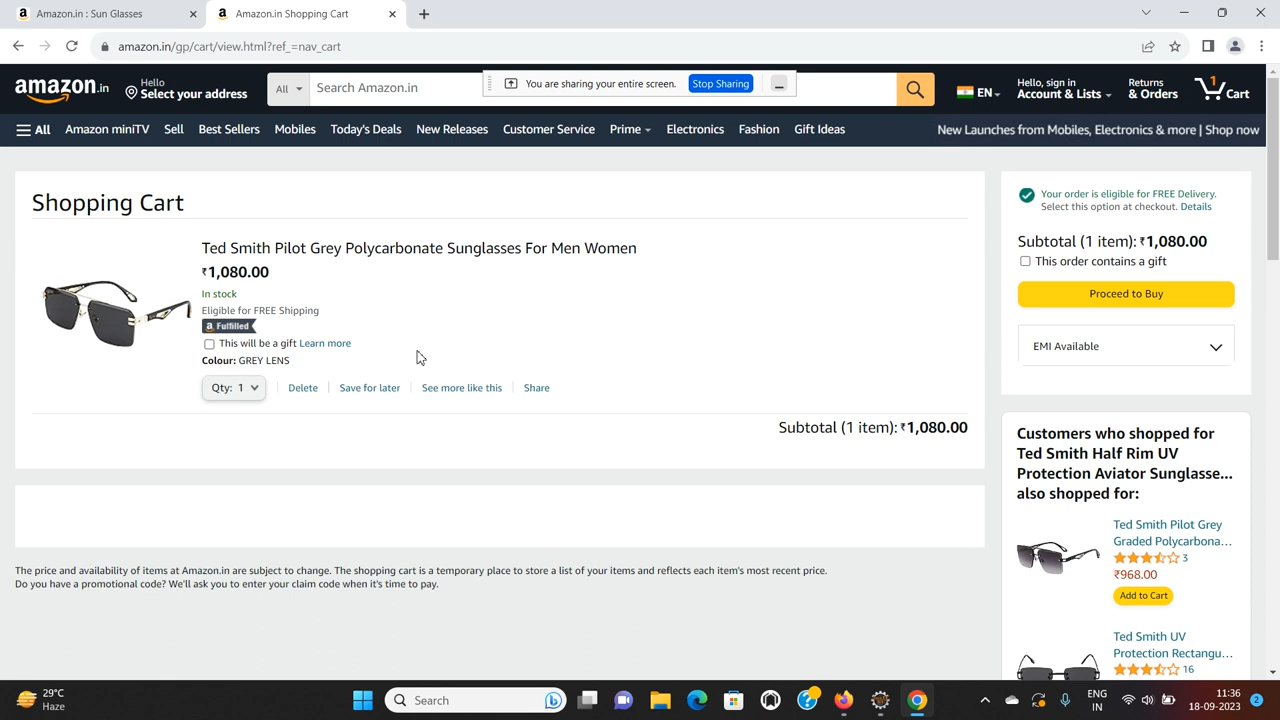 Amazon.in : Sun Glasses
Amazon.in Shopping Cart
amazon.in/gp/cart/view.html?ref_=nav_cart
amazon.in
Hello
Select your address
All
Search Amazon.in
You are sharing your entire screen.
Stop Sharing
EN
Hello, sign in
Account & Lists
Returns
& Orders
1
Cart
All
Amazon miniTV
Sell
Best Sellers
Mobiles
Today's Deals
New Releases
Customer Service
Prime
Electronics
Fashion
Gift Ideas
New Launches from Mobiles, Electronics & more | Shop now
Shopping Cart
Ted Smith Pilot Grey Polycarbonate Sunglasses For Men Women
₹1,080.00
In stock
Eligible for FREE Shipping
a Fulfilled
This will be a gift Learn more
Colour: GREY LENS
Qty: 1
Delete
Save for later
See more like this
Share
Subtotal (1 item): ₹1,080.00
The price and availability of items at Amazon.in are subject to change. The shopping cart is a temporary place to store a list of your items and reflects each item's most recent price.
Do you have a promotional code? We'll ask you to enter your claim code when it's time to pay.
Your order is eligible for FREE Delivery.
Select this option at checkout. Details
Subtotal (1 item): ₹1,080.00
This order contains a gift
Proceed to Buy
EMI Available
Customers who shopped for
Ted Smith Half Rim UV
Protection Aviator Sunglasse...
also shopped for:
Ted Smith Pilot Grey
Graded Polycarbona...
3
₹968.00
Add to Cart
Ted Smith UV
Protection Rectangu...
16
29°C
Haze
Search
ENG
IN
11:36
18-09-2023
2